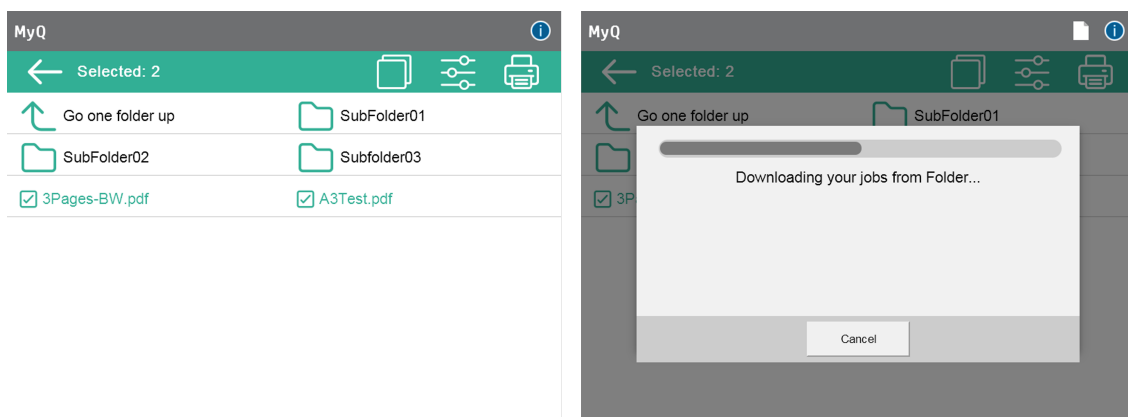 MyQ
Selected: 2
Go one folder up
SubFolder01
SubFolder02
Subfolder03
3Pages-BW.pdf
A3Test.pdf
MyQ
Selected: 2
Go one folder up
SubFolder01
3P
Downloading your jobs from Folder...
Cancel